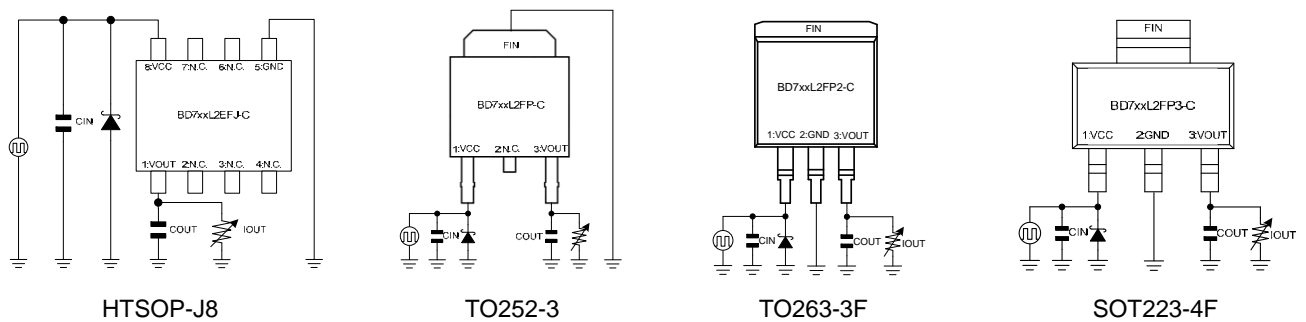 8:VCC 7:N.C. 6:N.C. 5:GND
BD7xxL2EFJ-C
1:VOUT 2:N.C. 3:N.C. 4:N.C.
CIN
COUT
IOUT
HTSOP-J8
FIN
BD7xxL2FP-C
1:VCC 2:N.C. 3:VOUT
CIN
COUT
TO252-3
FIN
BD7xxL2FP2-C
1:VCC 2:GND 3:VOUT
CIN
COUT
IOUT
TO263-3F
FIN
BD7xxL2FP3-C
1:VCC 2:GND 3:VOUT
CIN
COUT
IOUT
SOT223-4F